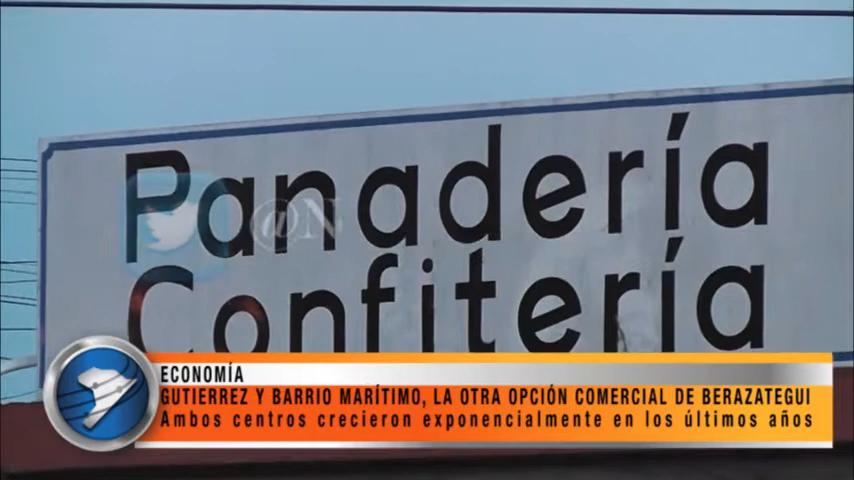 Panadería
@N
Confitería
ECONOMÍA
GUTIERREZ Y BARRIO MARÍTIMO, LA OTRA OPCIÓN COMERCIAL DE BERAZATEGUI
Ambos centros crecieron exponencialmente en los últimos años